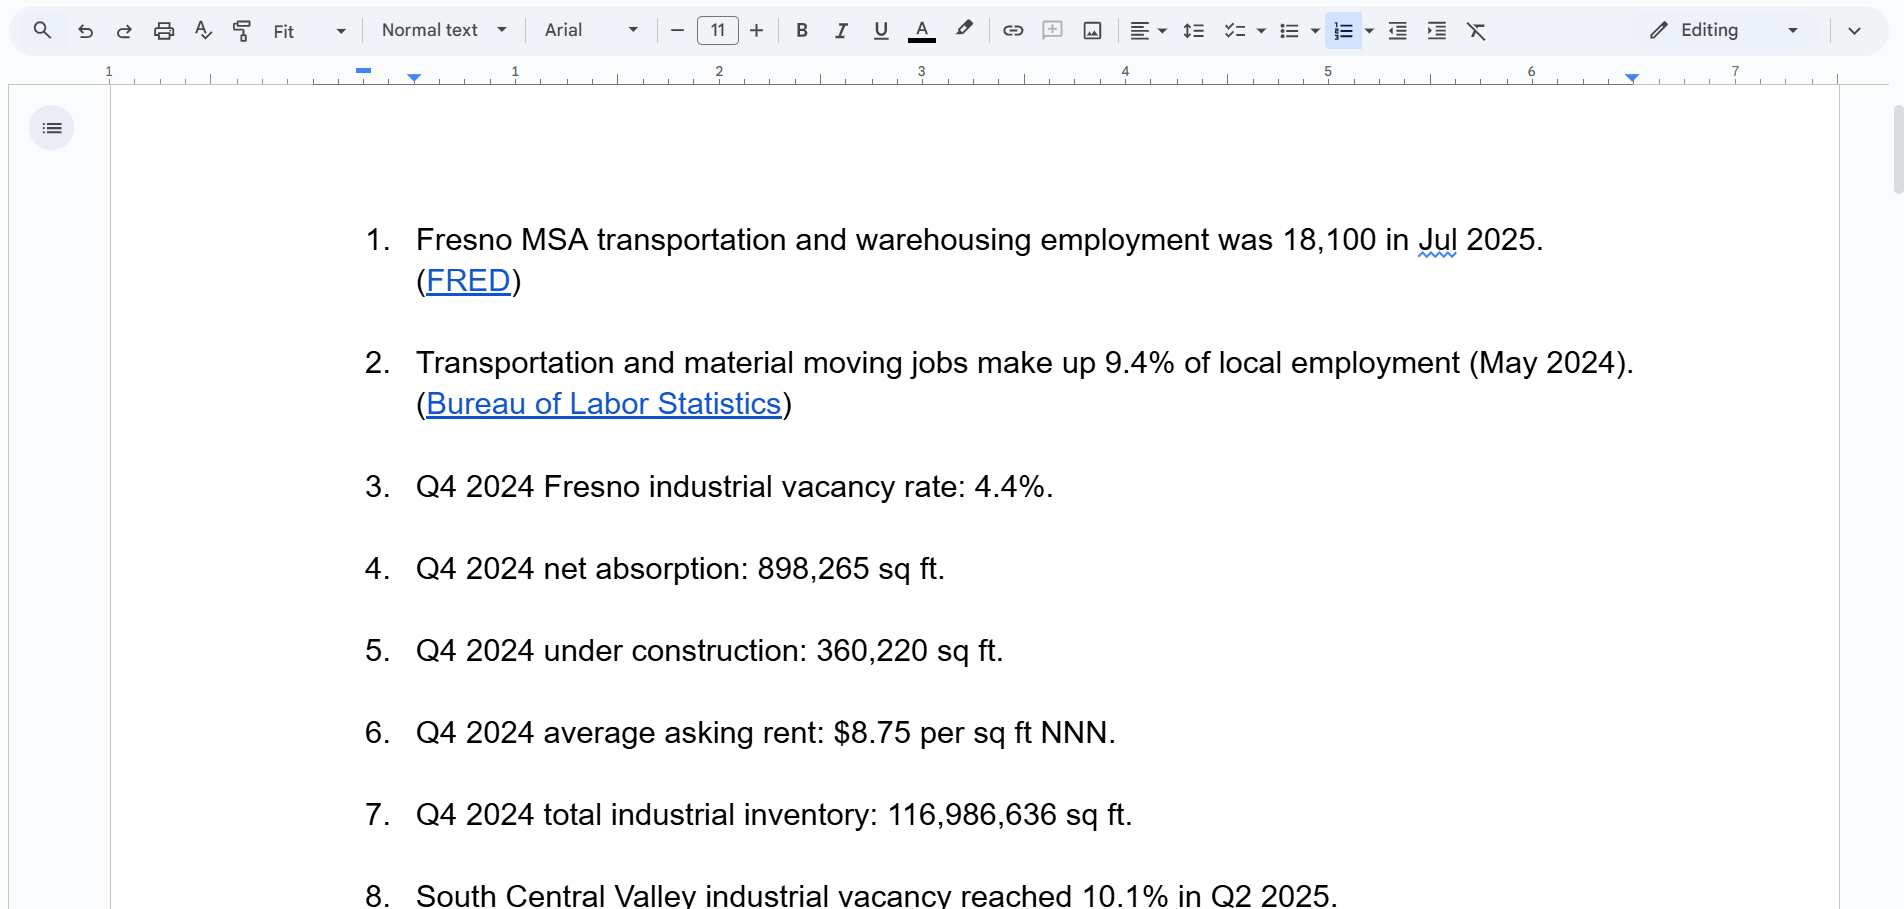 Fit
Normal text
Arial
11
B
I
U
A
Editing
1 1 2 3 4 5 6 7
1. Fresno MSA transportation and warehousing employment was 18,100 in Jul 2025.
(FRED)
2. Transportation and material moving jobs make up 9.4% of local employment (May 2024).
(Bureau of Labor Statistics)
3. Q4 2024 Fresno industrial vacancy rate: 4.4%.
4. Q4 2024 net absorption: 898,265 sq ft.
5. Q4 2024 under construction: 360,220 sq ft.
6. Q4 2024 average asking rent: $8.75 per sq ft NNN.
7. Q4 2024 total industrial inventory: 116,986,636 sq ft.
8. South Central Valley industrial vacancy reached 10.1% in Q2 2025.